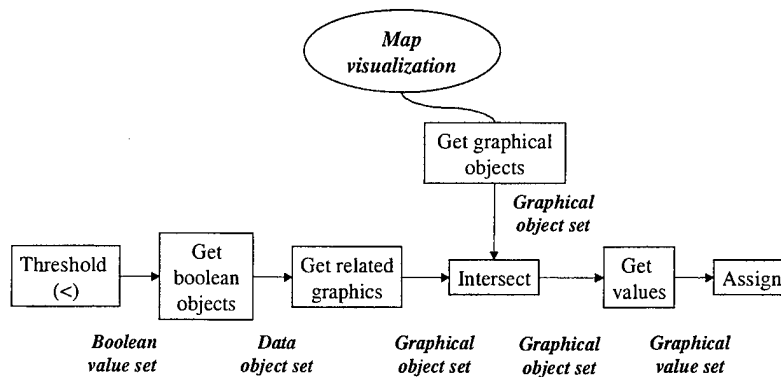 Map
visualization
Get graphical
objects
Graphical
object set
Threshold
(<)
Get
boolean
objects
Get related
graphics
Intersect
Get
values
Assign
Boolean
value set
Data
object set
Graphical
object set
Graphical
object set
Graphical
value set